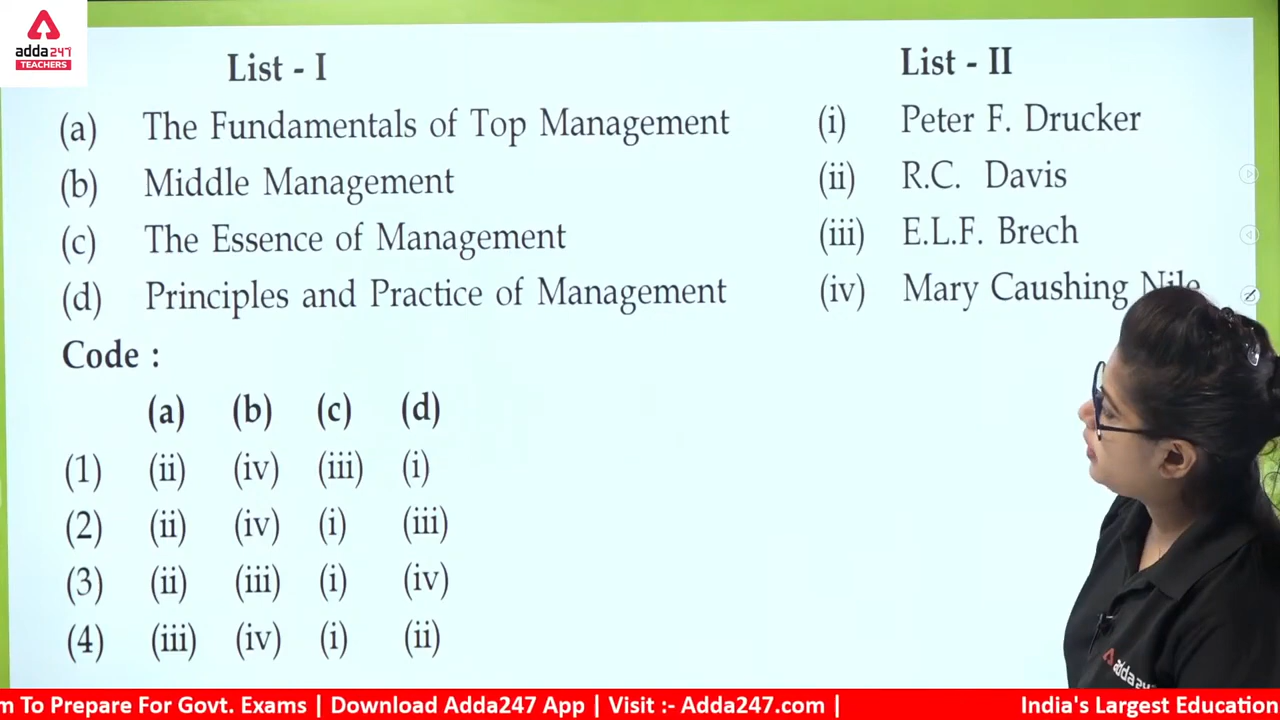 adda247
TEACHERS
List - I List - II
(a) The Fundamentals of Top Management (i) Peter F. Drucker
(b) Middle Management (ii) R.C. Davis
(c) The Essence of Management (iii) E.L.F. Brech
(d) Principles and Practice of Management (iv) Mary Caushing Nile
Code :
(a) (b) (c) (d)
(1) (ii) (iv) (iii) (i)
(2) (ii) (iv) (i) (iii)
(3) (ii) (iii) (i) (iv)
(4) (iii) (iv) (i) (ii)
adda247
m To Prepare For Govt. Exams | Download Adda247 App | Visit :- Adda247.com | India's Largest Education